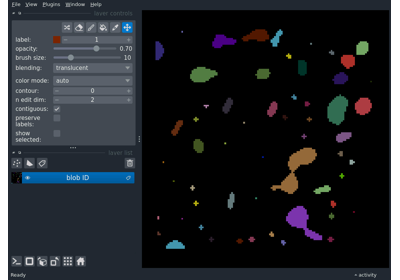 File View Plugins Window Help
layer controls
label: 1
opacity: 0.70
brush size: 10
blending: translucent
color mode: auto
contour: 0
n edit dim: 2
contiguous:
preserve
labels:
show
selected:
layer list
blob ID
Ready
activity